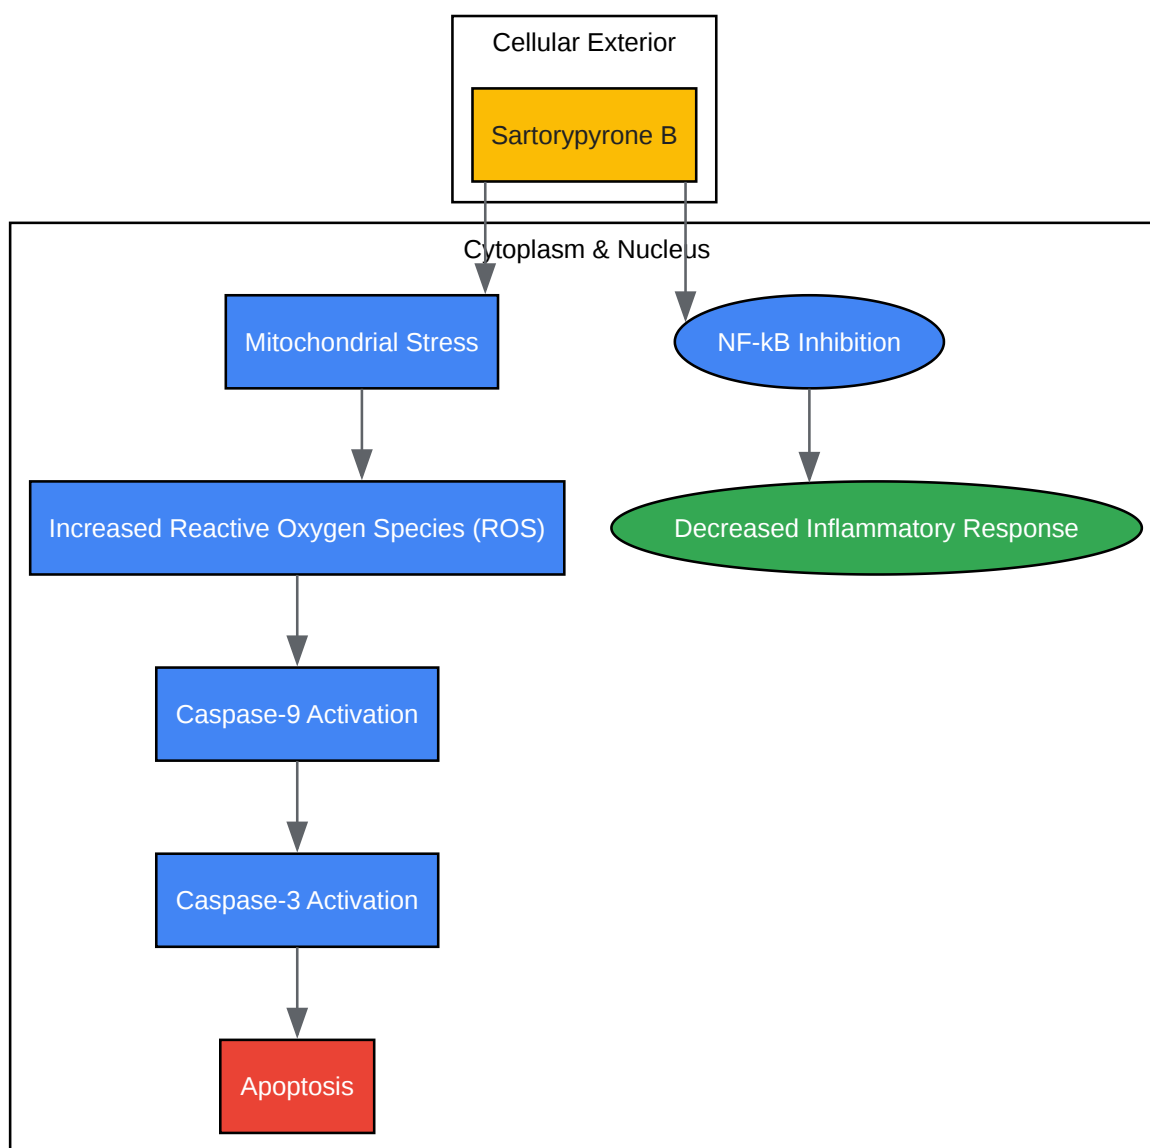 Cellular Exterior
Sartorypyrone B
Cytoplasm & Nucleus
Mitochondrial Stress
NF-kB Inhibition
Increased Reactive Oxygen Species (ROS)
Decreased Inflammatory Response
Caspase-9 Activation
Caspase-3 Activation
Apoptosis